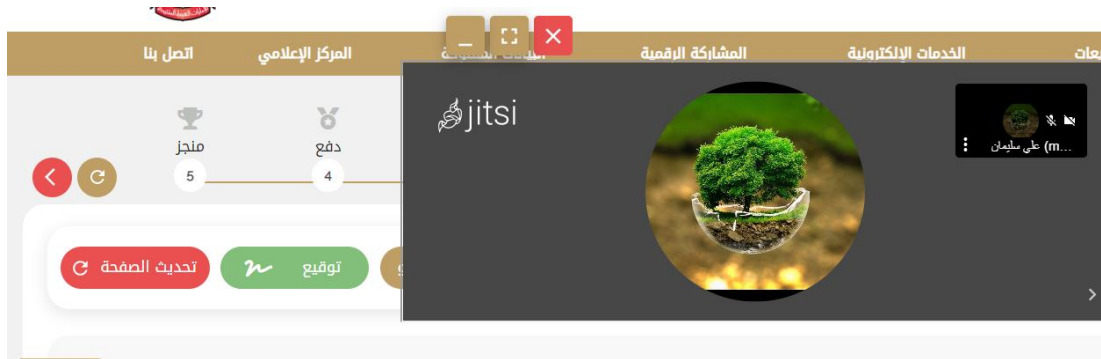 الخدمات الإلكترونية
المشاركة الرقمية
المركز الإعلامي
اتصل بنا
jitsi
علي سليمان (m...
دفع
4
منجز
5
توقيع
تحديث الصفحة